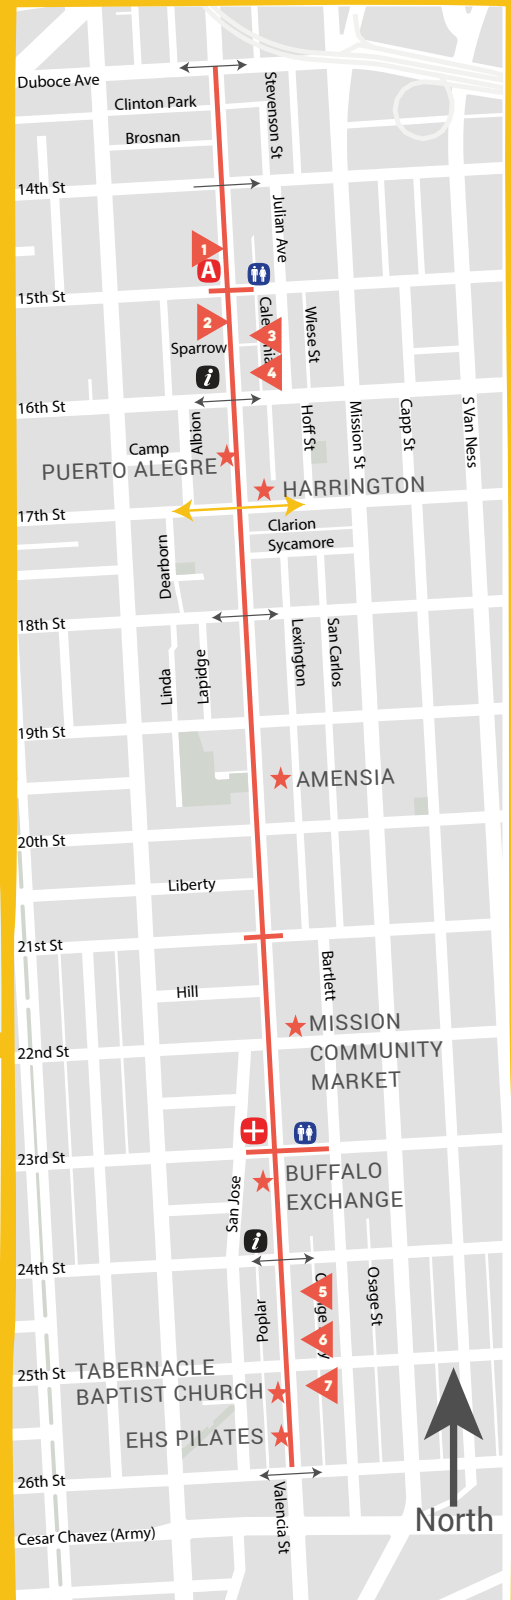 Duboce Ave
Clinton Park
Stevenson St
Brosnan
14th St
Julian Ave
1
A
15th St
2
Wiese St
3
Sparrow
4
i
16th St
Albion
Hoff St
Mission St
Capp St
S Van Ness
Camp
PUERTO ALEGRE
HARRINGTON
17th St
Clarion
Sycamore
Dearborn
18th St
Lexington
San Carlos
Linda
Lapidge
19th St
AMENSIA
20th St
Liberty
21st St
Bartlett
Hill
MISSION
COMMUNITY
MARKET
22nd St
23rd St
BUFFALO
EXCHANGE
San Jose
i
24th St
5
Osage St
Poplar
6
25th St
TABERNACLE
BAPTIST CHURCH
7
EHS PILATES
26th St
Valencia St
North
Cesar Chavez (Army)